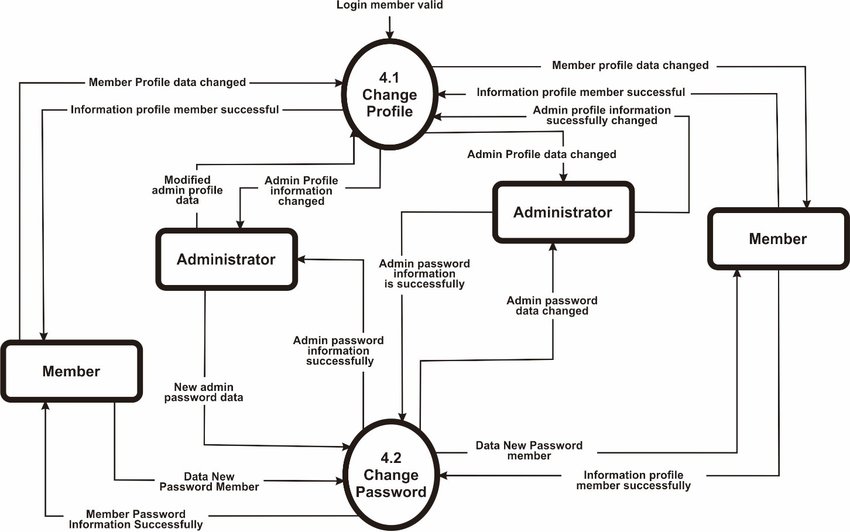 Login member valid
4.1
Change
Profile
Member Profile data changed
Information profile member successful
Member profile data changed
Information profile member successful
Admin profile information
sucessfully changed
Admin Profile data changed
Modified
admin profile
data
Admin Profile
information
changed
Administrator
Administrator
Member
Admin password
information
is successfully
Admin password
data changed
Admin password
information
successfully
Member
New admin
password data
4.2
Change
Password
Data New Password
member
Information profile
member successfully
Data New
Password Member
Member Password
Information Successfully